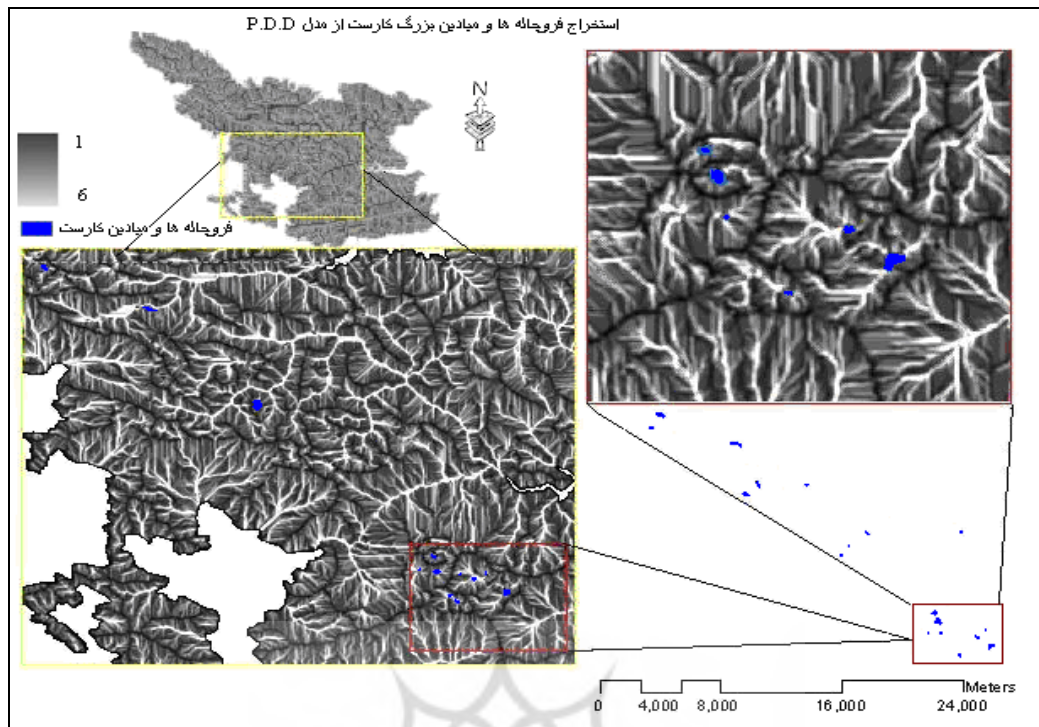 استخراج فروچاله ها و میادین بزرگ کارست از مدل P.D.D
N
1
6
فروچاله ها و میادین کارست
Meters
0 4,000 8,000 16,000 24,000